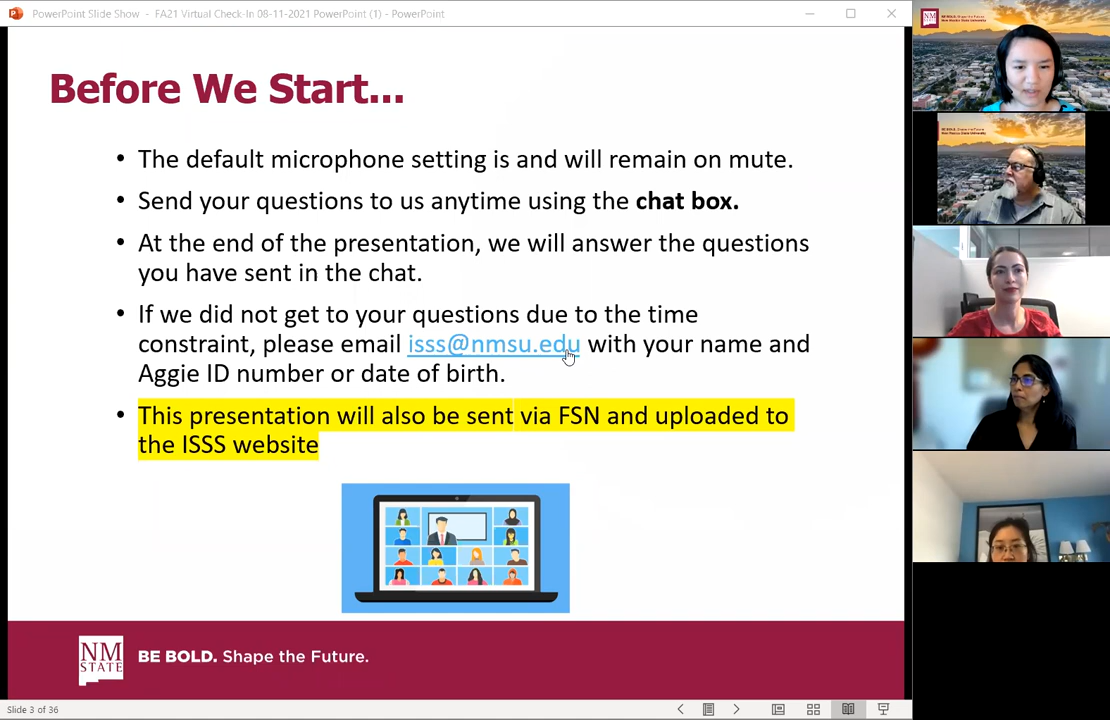 PowerPoint Slide Show - FA21 Virtual Check-In 08-11-2021 PowerPoint (1) - PowerPoint
Before We Start...
• The default microphone setting is and will remain on mute.
• Send your questions to us anytime using the chat box.
• At the end of the presentation, we will answer the questions
you have sent in the chat.
• If we did not get to your questions due to the time
constraint, please email isss@nmsu.edu with your name and
Aggie ID number or date of birth.
• This presentation will also be sent via FSN and uploaded to
the ISSS website
NM
STATE
BE BOLD. Shape the Future.
Slide 3 of 36